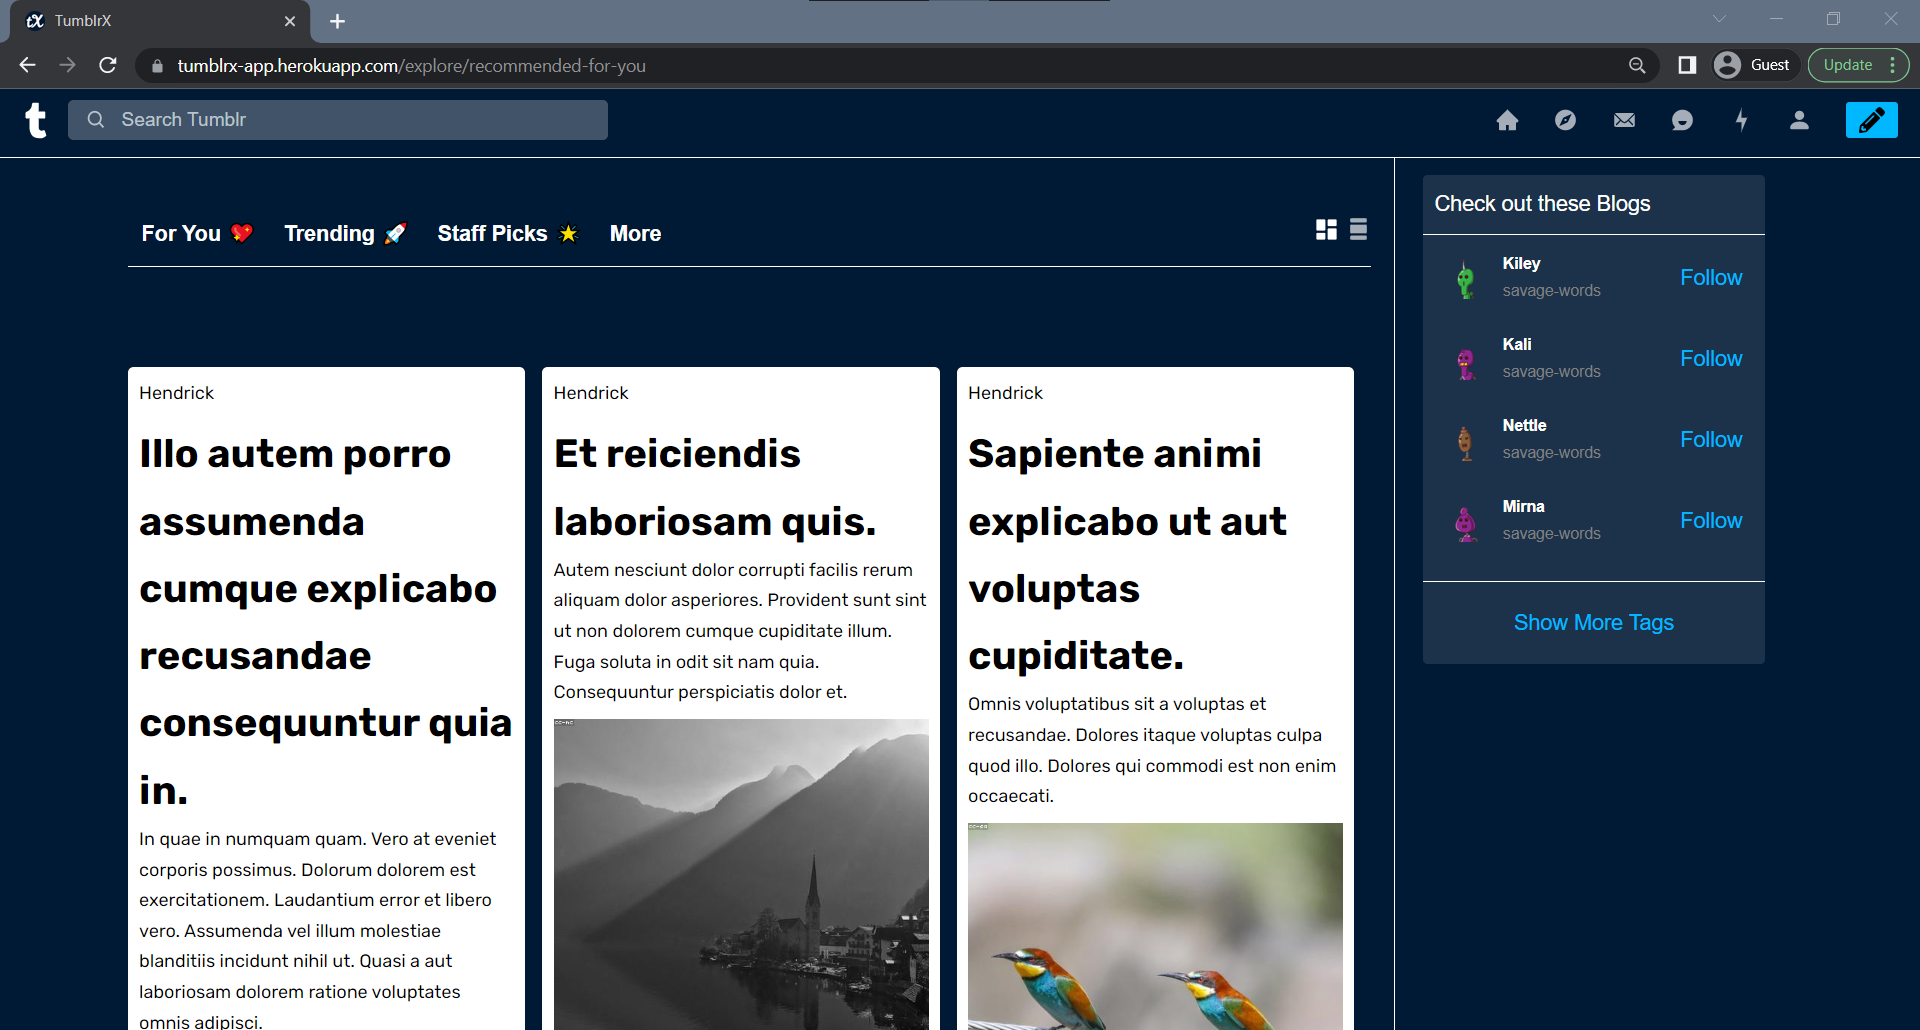 TumblrX
tumblrx-app.herokuapp.com/explore/recommended-for-you
Guest
Update
t
Search Tumblr
For You
Trending
Staff Picks
More
Hendrick
Illo autem porro
assumenda
cumque explicabo
recusandae
consequuntur quia
in.
In quae in numquam quam. Vero at eveniet
corporis possimus. Dolorum dolorem est
exercitationem. Laudantium error et libero
vero. Assumenda vel illum molestiae
blanditiis incidunt nihil ut. Quasi a aut
laboriosam dolorem ratione voluptates
omnis adipisci.
Hendrick
Et reiciendis
laboriosam quis.
Autem nesciunt dolor corrupti facilis rerum
aliquam dolor asperiores. Provident sunt sint
ut non dolorem cumque cupiditate illum.
Fuga soluta in odit sit nam quia.
Consequuntur perspiciatis dolor et.
cc-nc
Hendrick
Sapiente animi
explicabo ut aut
voluptas
cupiditate.
Omnis voluptatibus sit a voluptas et
recusandae. Dolores itaque voluptas culpa
quod illo. Dolores qui commodi est non enim
occaecati.
cc-sa
Check out these Blogs
Kiley
savage-words
Follow
Kali
savage-words
Follow
Nettle
savage-words
Follow
Mirna
savage-words
Follow
Show More Tags